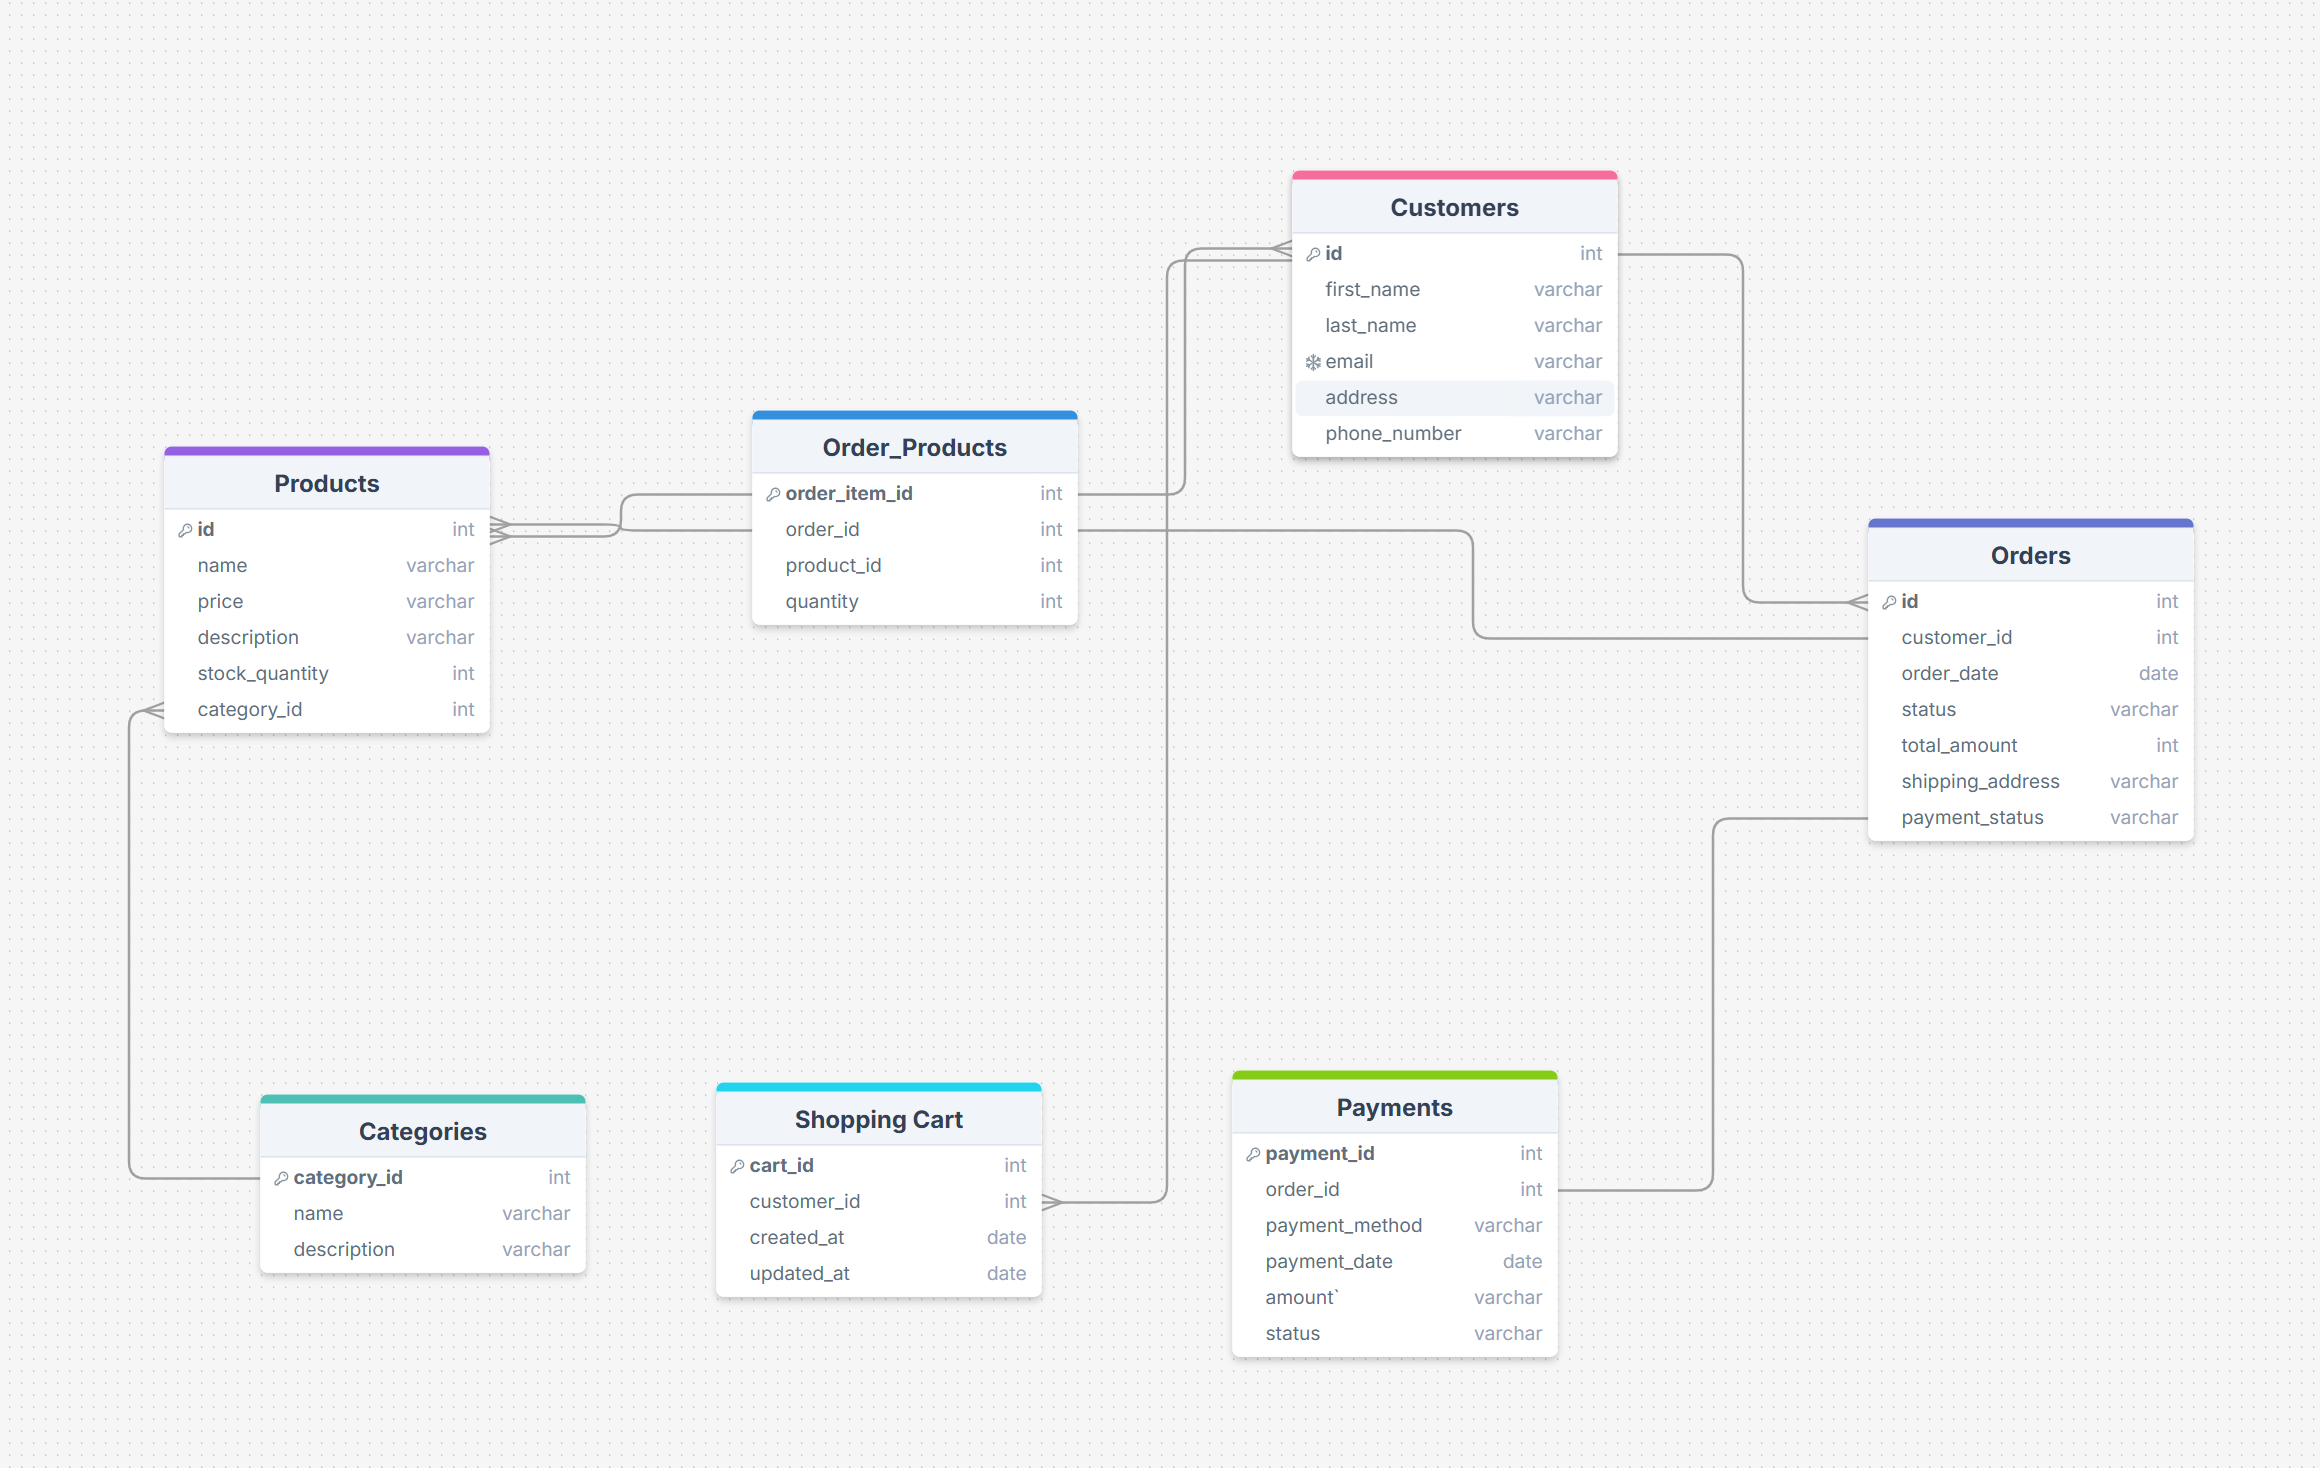 Customers
id int
first_name varchar
last_name varchar
email varchar
address varchar
phone_number varchar
Order_Products
order_item_id int
order_id int
product_id int
quantity int
Products
id int
name varchar
price varchar
description varchar
stock_quantity int
category_id int
Orders
id int
customer_id int
order_date date
status varchar
total_amount int
shipping_address varchar
payment_status varchar
Categories
category_id int
name varchar
description varchar
Shopping Cart
cart_id int
customer_id int
created_at date
updated_at date
Payments
payment_id int
order_id int
payment_method varchar
payment_date date
amount` varchar
status varchar